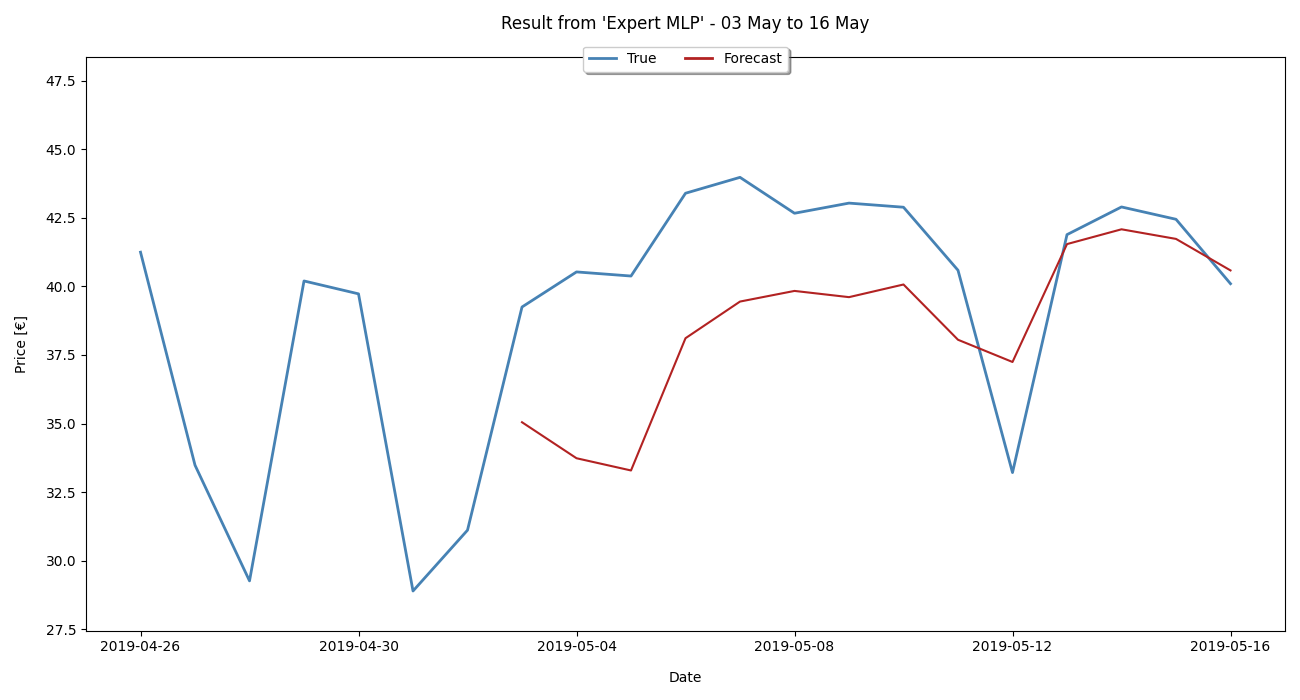 Result from 'Expert MLP' - 03 May to 16 May
True Forecast
47.5
45.0
42.5
40.0
37.5
35.0
32.5
30.0
27.5
Price [€]
2019-04-26 2019-04-30 2019-05-04 2019-05-08 2019-05-12 2019-05-16
Date